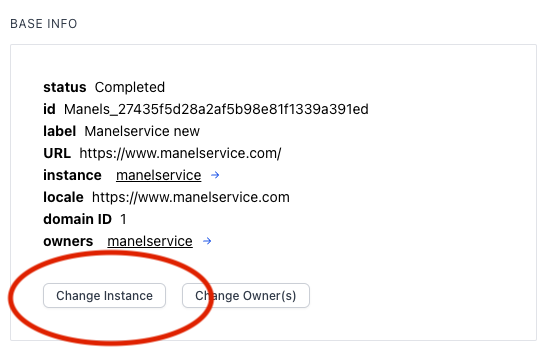 BASE INFO
status Completed
id Manels_27435f5d28a2af5b98e81f1339a391ed
label Manelservice new
URL https://www.manelservice.com/
instance manelservice →
locale https://www.manelservice.com
domain ID 1
owners manelservice →
Change Instance Change Owner(s)